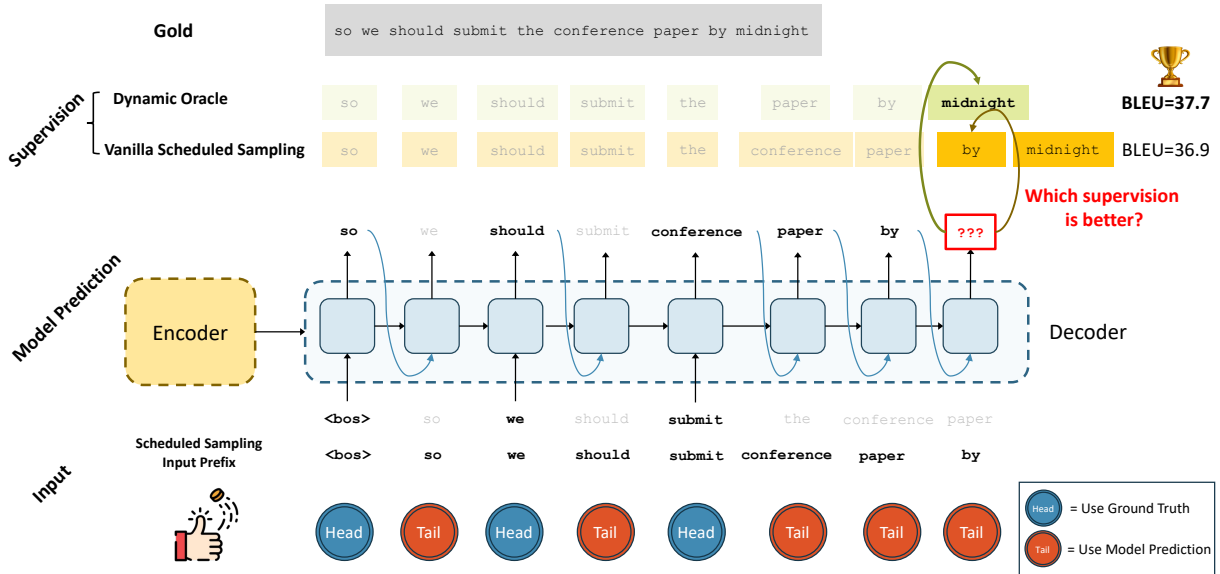 Gold
so we should submit the conference paper by midnight
Supervision
Dynamic Oracle
so we should submit the paper by midnight
BLEU=37.7
Vanilla Scheduled Sampling
so we should submit the conference paper by midnight
BLEU=36.9
Which supervision
is better?
Model Prediction
so we should submit conference paper by ???
Encoder
Decoder
Input
<bos> so we should submit the conference paper
Scheduled Sampling
Input Prefix
<bos> so we should submit conference paper by
Head Tail Head Tail Head Tail Tail Tail
Head = Use Ground Truth
Tail = Use Model Prediction